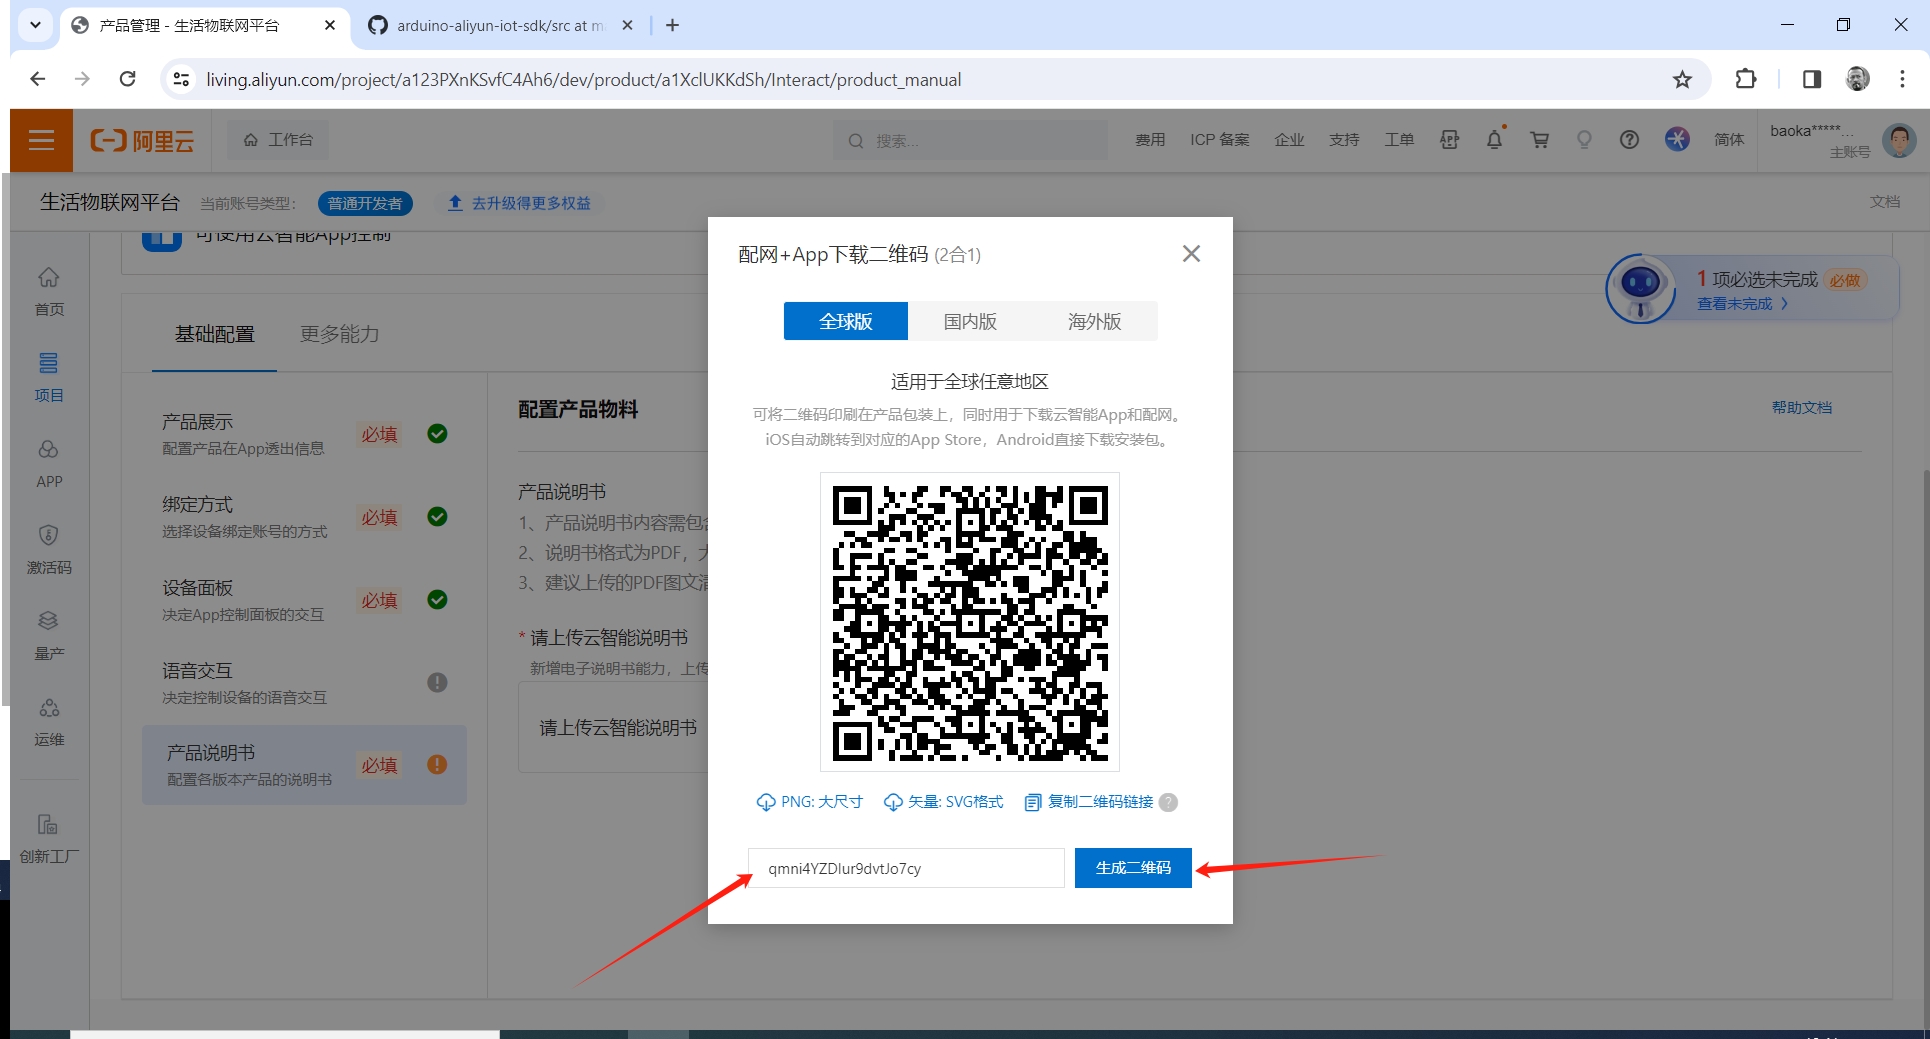 产品管理 - 生活物联网平台
arduino-aliyun-iot-sdk/src at m
living.aliyun.com/project/a123PXnKSvfC4Ah6/dev/product/a1XclUKKdSh/Interact/product_manual
阿里云
工作台
搜索...
费用
ICP 备案
企业
支持
工单
简体
baoka*****...
主账号
生活物联网平台
当前账号类型:
普通开发者
去升级得更多权益
文档
可使用云智能App控制
首页
项目
APP
激活码
量产
运维
创新工厂
基础配置
更多能力
产品展示
配置产品在App透出信息
必填
绑定方式
选择设备绑定账号的方式
必填
设备面板
决定App控制面板的交互
必填
语音交互
决定控制设备的语音交互
产品说明书
配置各版本产品的说明书
必填
配置产品物料
帮助文档
产品说明书
1、产品说明书内容需包
2、说明书格式为PDF，
3、建议上传的PDF图文
* 请上传云智能说明书
新增电子说明书能力，上传
请上传云智能说明书
1 项必选未完成 必做
查看未完成
配网+App下载二维码 (2合1)
全球版
国内版
海外版
适用于全球任意地区
可将二维码印刷在产品包装上，同时用于下载云智能App和配网。
iOS自动跳转到对应的App Store，Android直接下载安装包。
PNG: 大尺寸
矢量: SVG格式
复制二维码链接 ?
qmni4YZDlur9dvtJo7cy
生成二维码